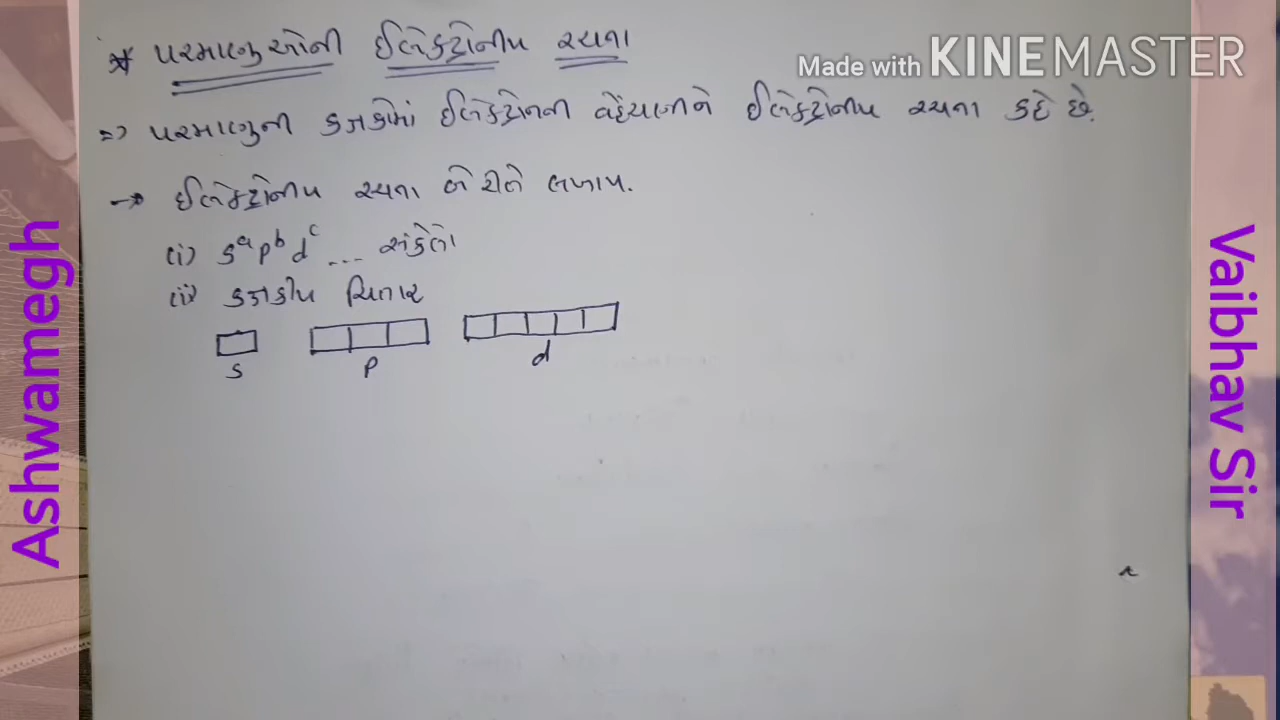 * પરમાણુઓની ઈલેક્ટ્રોનીય રચના
Made with KINEMASTER
=> પરમાણુની કક્ષકોમાં ઈલેક્ટ્રોનની વહેંચણીને ઈલેક્ટ્રોનીય રચના કહે છે.
→ ઈલેક્ટ્રોનીય રચના બે રીતે લખાય.
(i) s^a p^b d^c ... સંકેતો
(ii) કક્ષકીય ચિતાર
s p d
Ashwamegh
Vaibhav Sir